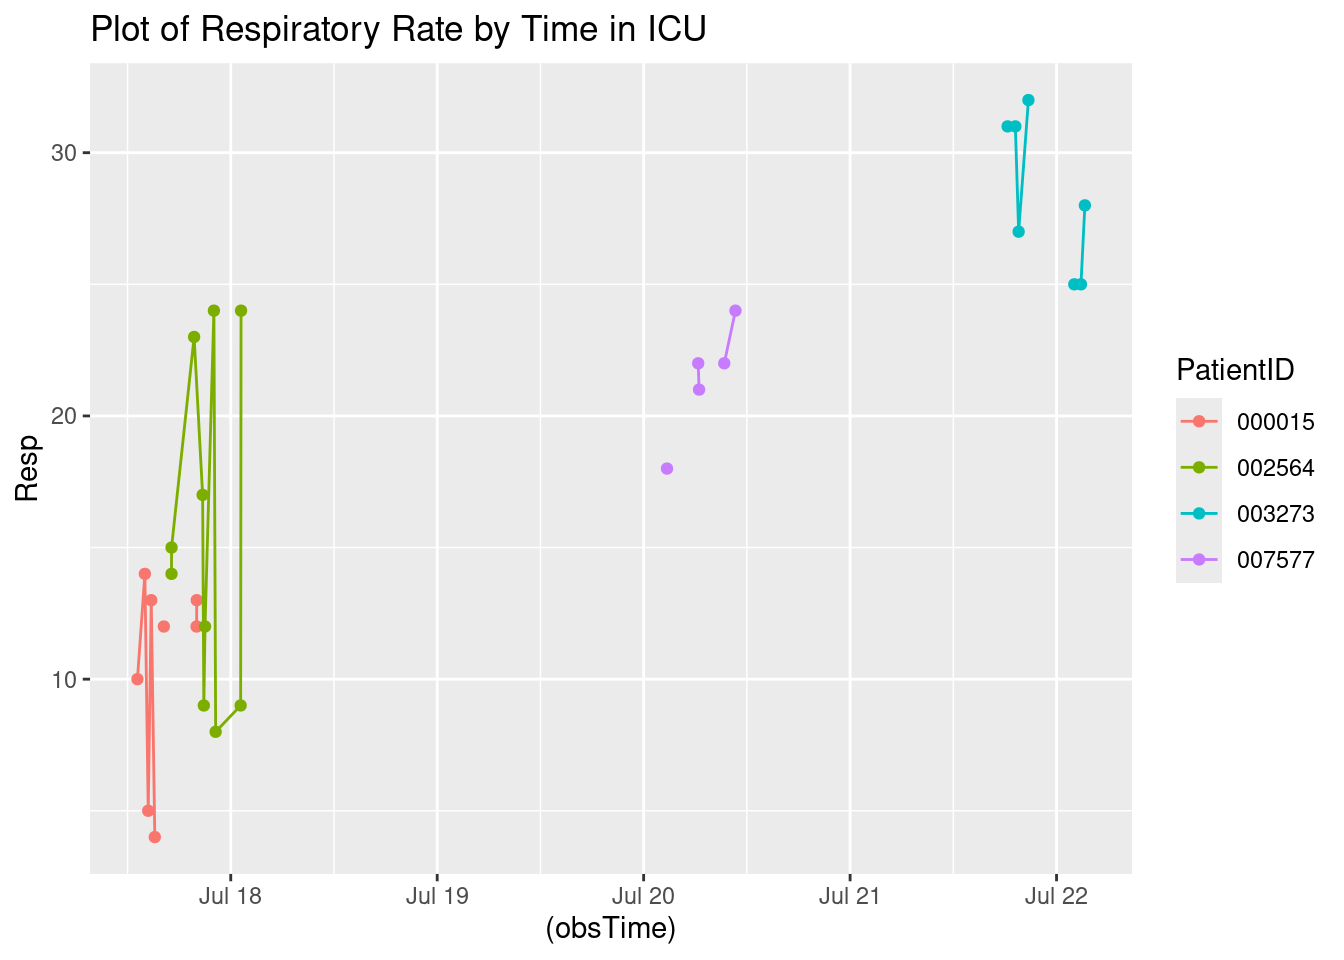 Plot of Respiratory Rate by Time in ICU
30
20
10
Resp
Jul 18
Jul 19
Jul 20
Jul 21
Jul 22
(obsTime)
PatientID
000015
002564
003273
007577